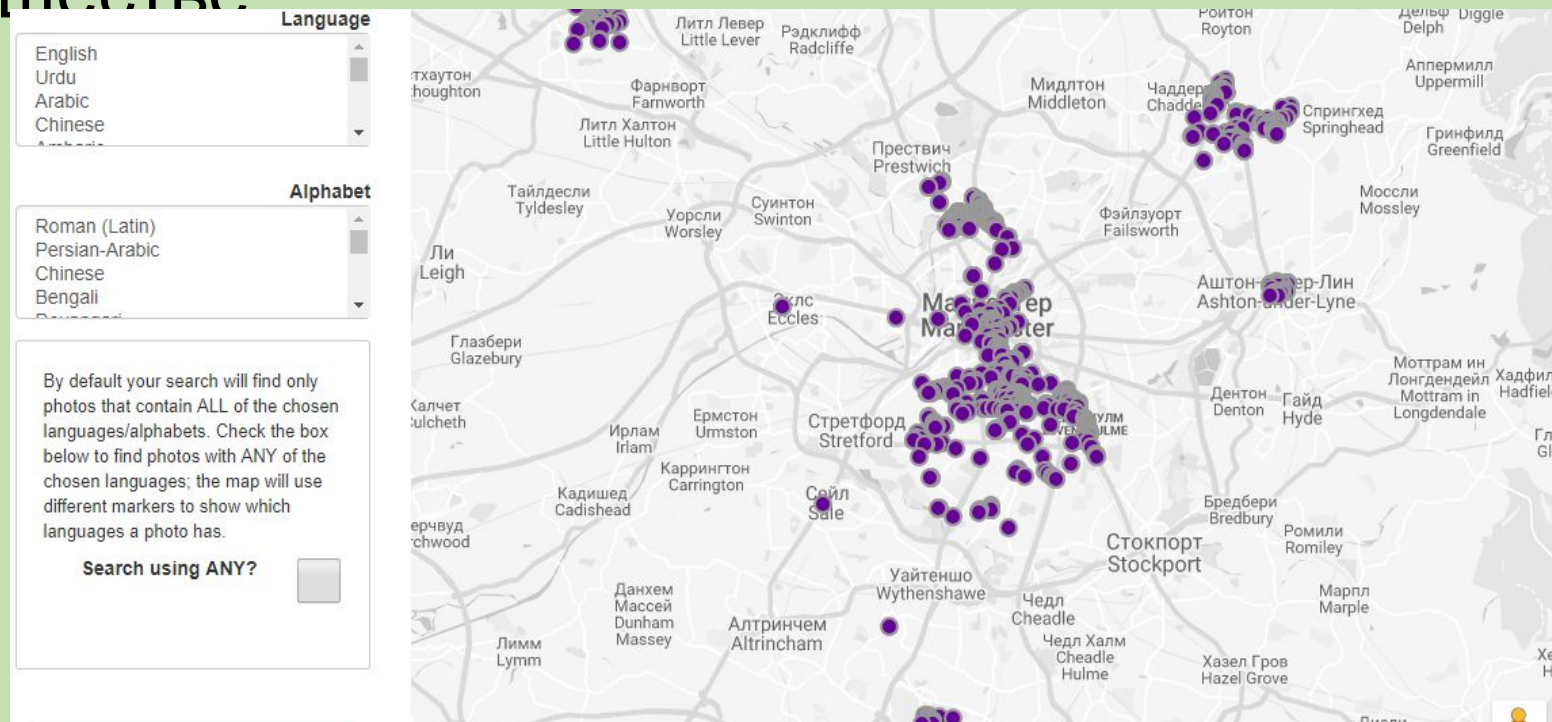 Language
English
Urdu
Arabic
Chinese
Alphabet
Roman (Latin)
Persian-Arabic
Chinese
Bengali
By default your search will find only
photos that contain ALL of the chosen
languages/alphabets. Check the box
below to find photos with ANY of the
chosen languages; the map will use
different markers to show which
languages a photo has.
Search using ANY?
Литл Левер
Little Lever
Рэдклифф
Radcliffe
Ройтон
Royton
Дельф
Delph
Diggle
Аппермилл
Uppermill
Фарнворт
Farnworth
Мидлтон
Middleton
Спрингхед
Springhead
Литл Халтон
Little Hulton
Прествич
Prestwich
Гринфилд
Greenfield
Тайлдесли
Tyldesley
Суинтон
Swinton
Уорсли
Worsley
Фэйлзуорт
Failsworth
Моссли
Mossley
Ли
Leigh
Эклс
Eccles
Ashton-under-Lyne
Глазбери
Glazebury
Моттрам ин
Лонгдендейл
Mottram in
Longdendale
Дентон
Denton
Гайд
Hyde
Ирлам
Irlam
Ермстон
Urmston
Стретфорд
Stretford
Каррингтон
Carrington
Кадишед
Cadishead
Сейл
Sale
Бредбери
Bredbury
Ромили
Romiley
Стокпорт
Stockport
Уайтеншо
Wythenshawe
Данхем
Массей
Dunham
Massey
Чедл
Cheadle
Марпл
Marple
Алтринчем
Altrincham
Лимм
Lymm
Чедл Халм
Cheadle
Hulme
Хазел Гров
Hazel Grove